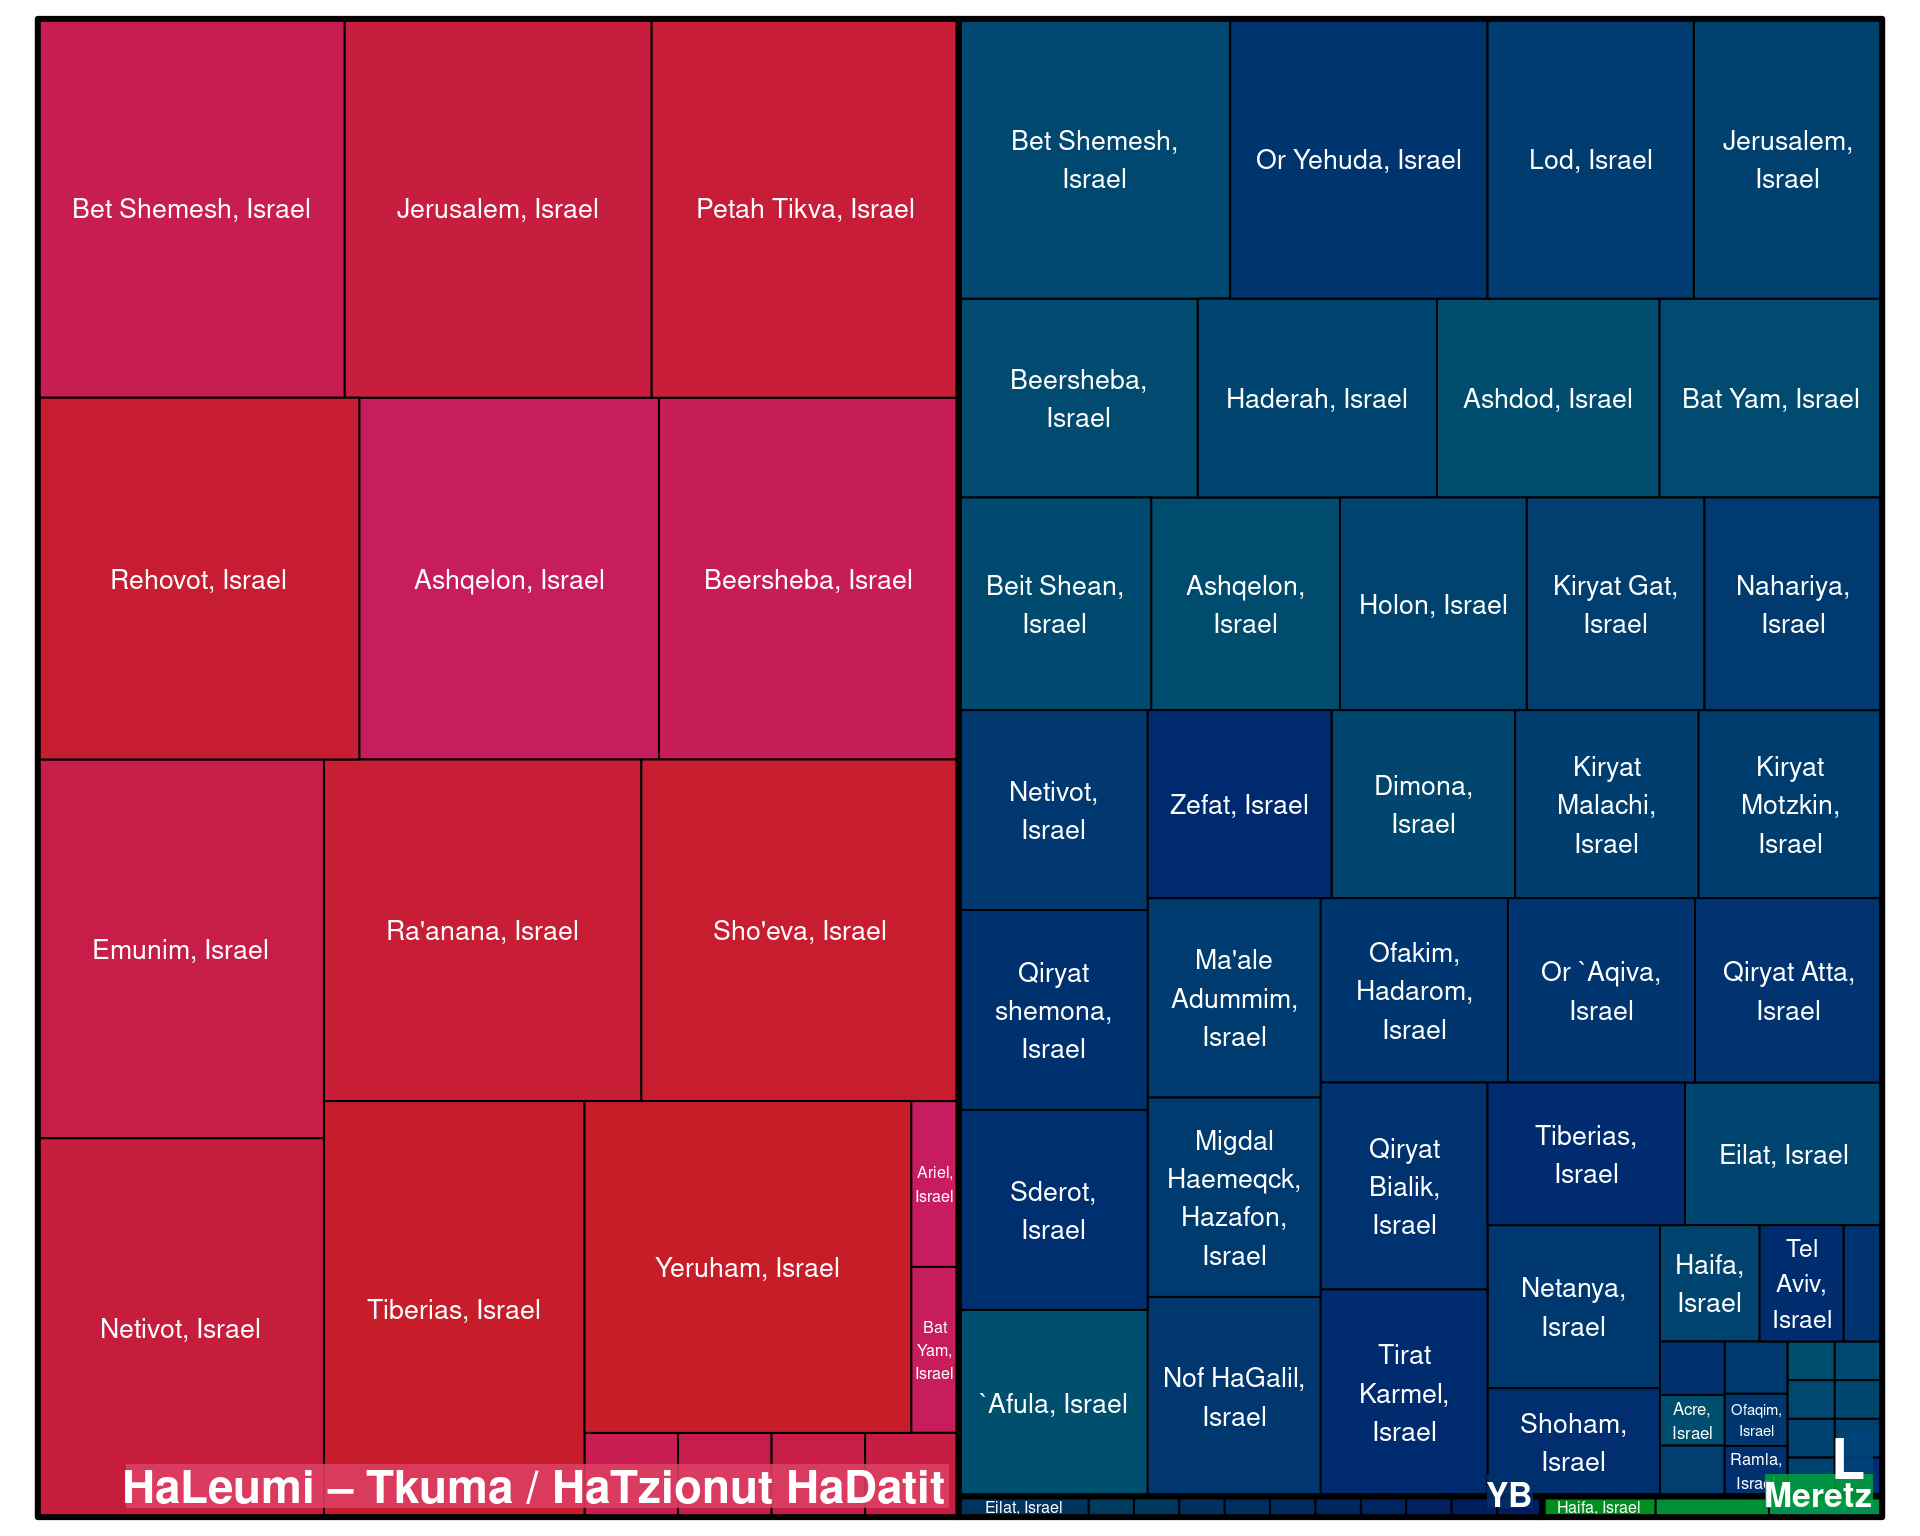 Bet Shemesh, Israel
Jerusalem, Israel
Petah Tikva, Israel
Rehovot, Israel
Ashqelon, Israel
Beersheba, Israel
Emunim, Israel
Ra'anana, Israel
Sho'eva, Israel
Netivot, Israel
Tiberias, Israel
Yeruham, Israel
Ariel,
Israel
Bat
Yam,
Israel
HaLeumi – Tkuma / HaTzionut HaDatit
Bet Shemesh,
Israel
Or Yehuda, Israel
Lod, Israel
Jerusalem,
Israel
Beersheba,
Israel
Haderah, Israel
Ashdod, Israel
Bat Yam, Israel
Beit Shean,
Israel
Ashqelon,
Israel
Holon, Israel
Kiryat Gat,
Israel
Nahariya,
Israel
Netivot,
Israel
Zefat, Israel
Dimona,
Israel
Kiryat
Malachi,
Israel
Kiryat
Motzkin,
Israel
Qiryat
shemona,
Israel
Ma'ale
Adummim,
Israel
Ofakim,
Hadarom,
Israel
Or `Aqiva,
Israel
Qiryat Atta,
Israel
Sderot,
Israel
Migdal
Haemeqck,
Hazafon,
Israel
Qiryat
Bialik,
Israel
Tiberias,
Israel
Eilat, Israel
`Afula, Israel
Nof HaGalil,
Israel
Tirat
Karmel,
Israel
Netanya,
Israel
Haifa,
Israel
Tel
Aviv,
Israel
Shoham,
Israel
Acre,
Israel
Ofaqim,
Israel
Ramla,
Israel
L
Eilat, Israel
YB
Haifa, Israel
Meretz